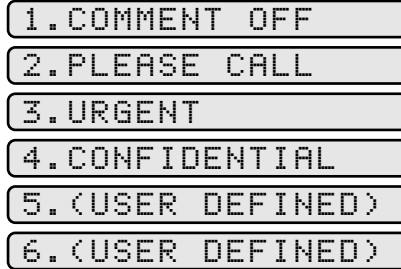 1.COMMENT OFF
2.PLEASE CALL
3.URGENT
4.CONFIDENTIAL
5.(USER DEFINED)
6.(USER DEFINED)